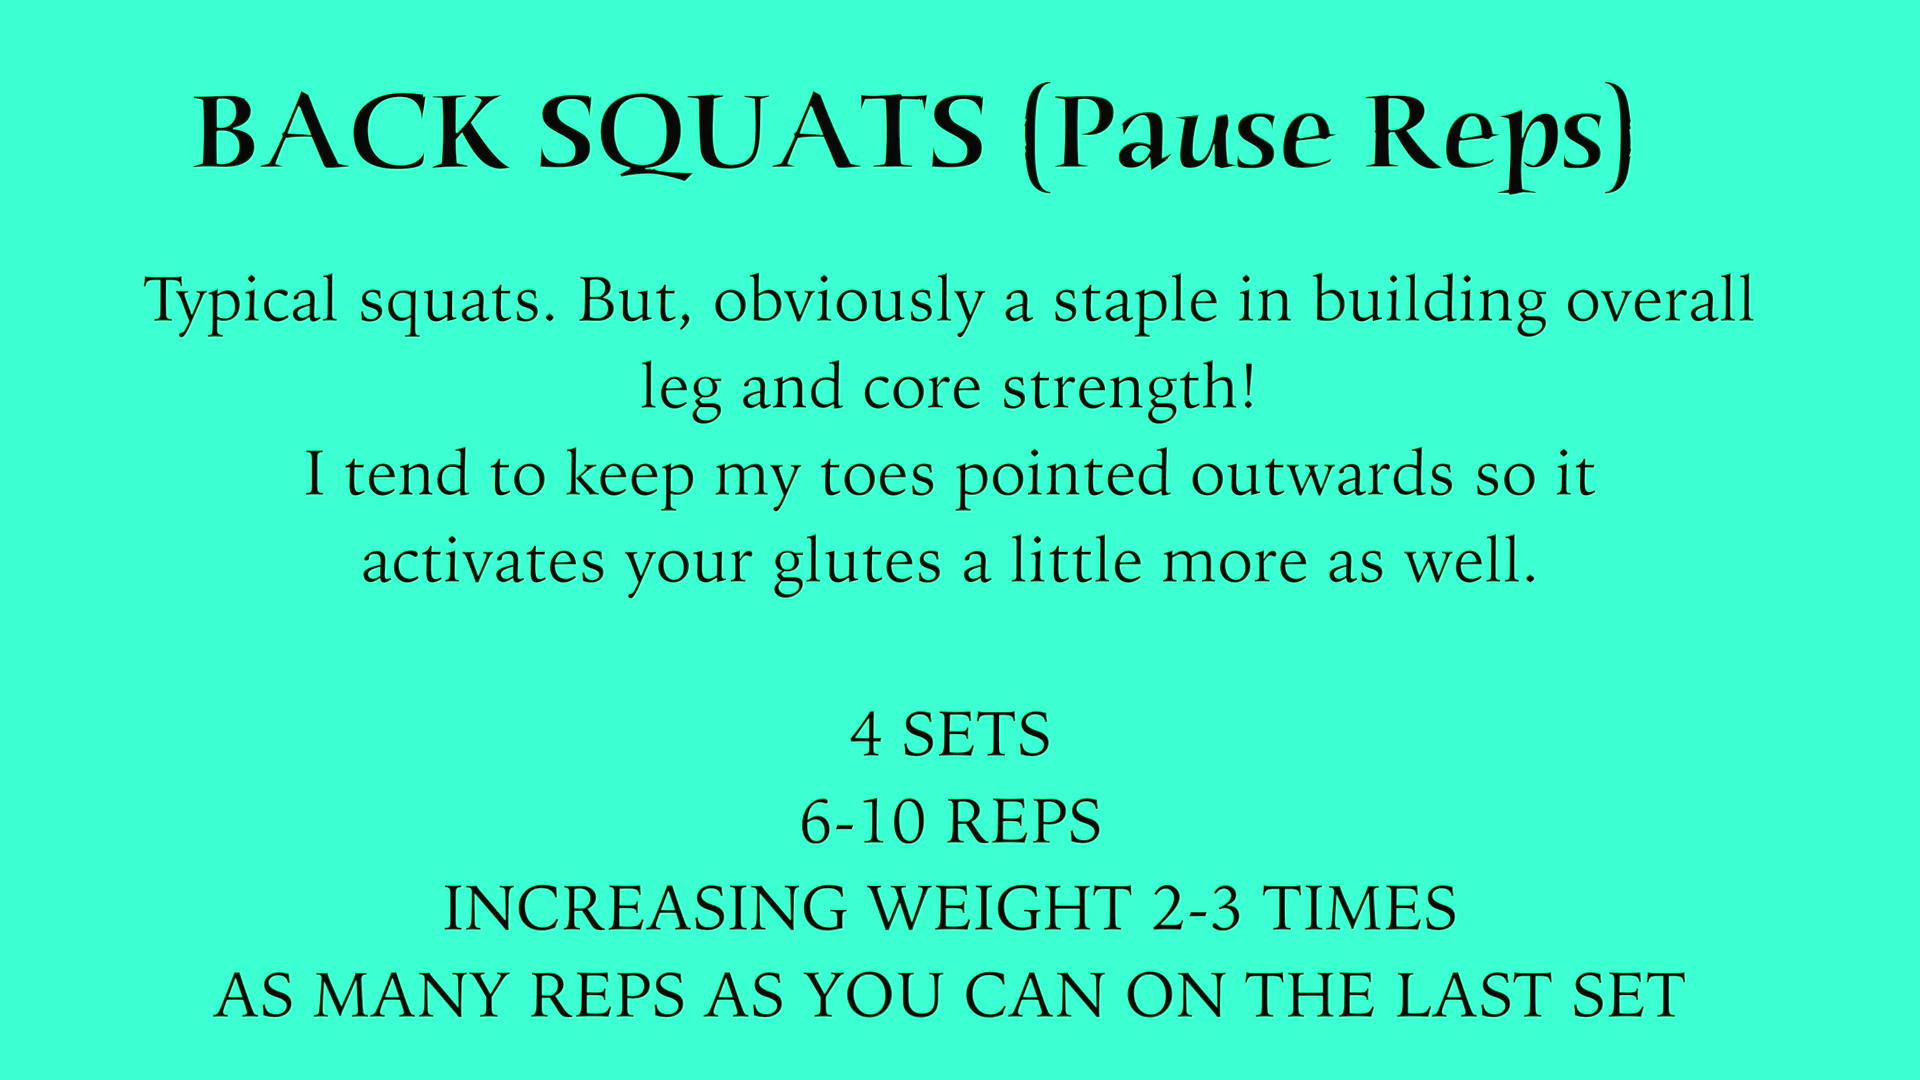 BACK SQUATS (Pause Reps)
Typical squats. But, obviously a staple in building overall
leg and core strength!
I tend to keep my toes pointed outwards so it
activates your glutes a little more as well.
4 SETS
6-10 REPS
INCREASING WEIGHT 2-3 TIMES
AS MANY REPS AS YOU CAN ON THE LAST SET